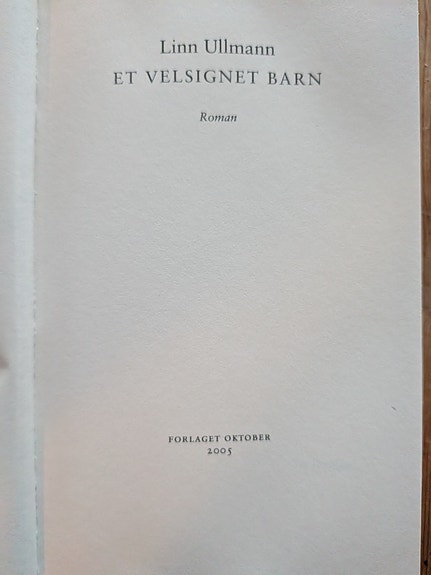 Linn Ullmann
ET VELSIGNET BARN
Roman
FORLAGET OKTOBER
2005